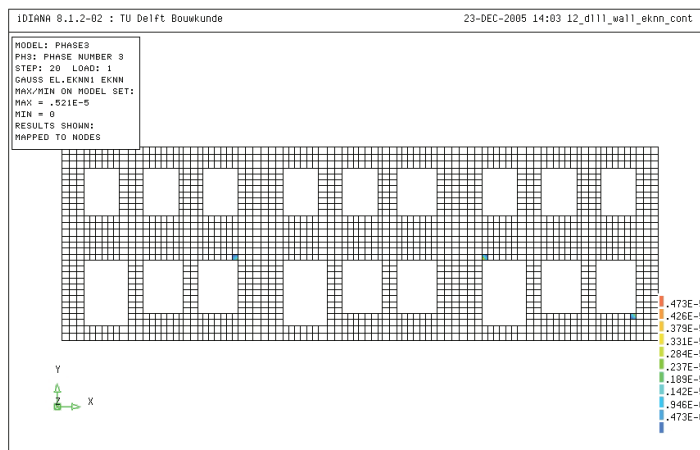 iDIANA 8.1.2-02 : TU Delft Bouwkunde
23-DEC-2005 14:03 12_dlll_wall_eknn_cont
MODEL: PHASE3
PH3: PHASE NUMBER 3
STEP: 20 LOAD: 1
GAUSS EL.EKNN1 EKNN
MAX/MIN ON MODEL SET:
MAX = .521E-5
MIN = 0
RESULTS SHOWN:
MAPPED TO NODES
.473E-
.426E-
.379E-
.331E-
.284E-
.237E-
.189E-
.142E-
.946E-
.473E-
Y
Z
X